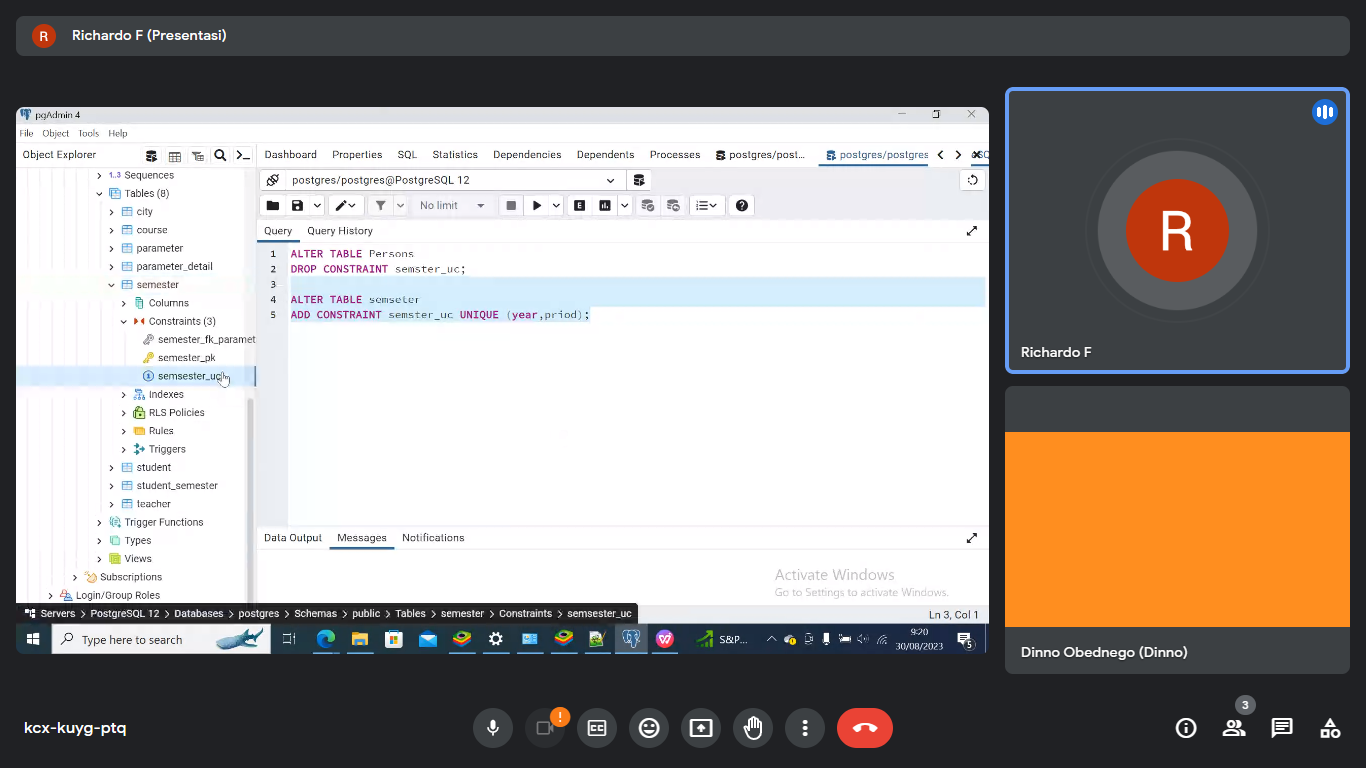 R Richardo F (Presentasi)
pgAdmin 4
File Object Tools Help
Object Explorer
Dashboard Properties SQL Statistics Dependencies Dependents Processes postgres/post... postgres/postgres
1..3 Sequences
Tables (8)
city
course
parameter
parameter_detail
semester
Columns
Constraints (3)
semester_fk_paramet
semester_pk
semsester_uc
Indexes
RLS Policies
Rules
Triggers
student
student_semester
teacher
Trigger Functions
Types
Views
Subscriptions
Login/Group Roles
postgres/postgres@PostgreSQL 12
No limit
E
Query Query History
1 ALTER TABLE Persons
2 DROP CONSTRAINT semster_uc;
3
4 ALTER TABLE semseter
5 ADD CONSTRAINT semster_uc UNIQUE (year,priod);
Data Output Messages Notifications
Activate Windows
Go to Settings to activate Windows.
Servers > PostgreSQL 12 > Databases > postgres > Schemas > public > Tables > semester > Constraints > semsester_uc
Ln 3, Col 1
Type here to search
S&P...
9:20
30/08/2023
5
R
Richardo F
Dinno Obednego (Dinno)
kcx-kuyg-ptq
!
CC
3